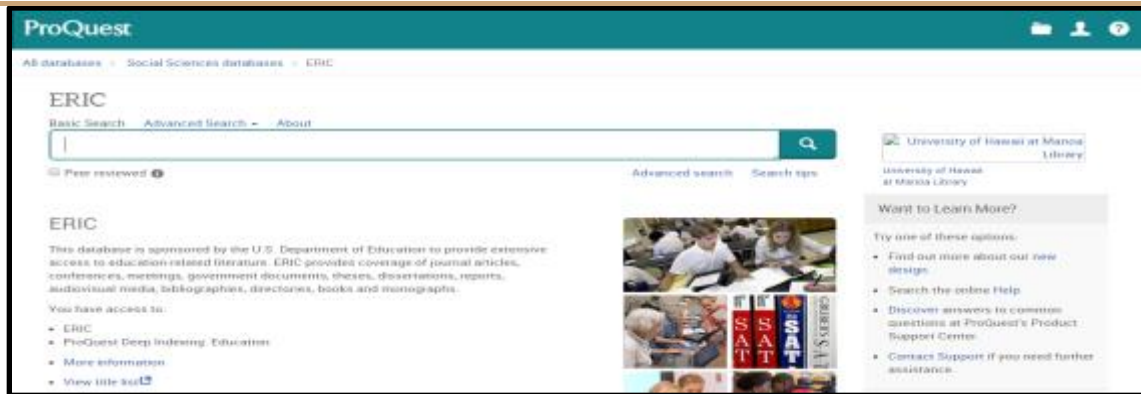 ProQuest
All databases > Social Sciences databases > ERIC
ERIC
Basic Search Advanced Search About
Peer reviewed
Advanced search Search tips
ERIC
This database is sponsored by the U.S. Department of Education to provide extensive
access to education-related literature. ERIC provides coverage of journal articles,
conferences, meetings, government documents, theses, dissertations, reports,
audiovisual media, bibliographies, directories, books and monographs.
You have access to:
• ERIC
• ProQuest Deep Indexing: Education
• More information
• View title list
SAT
SAT
SAT
University of Hawaii at Manoa
Library
University of Hawaii
at Manoa Library
Want to Learn More?
Try one of these options:
• Find out more about our new
design.
• Search the online Help
• Discover answers to common
questions at ProQuest's Product
Support Center.
• Contact Support if you need further
assistance.